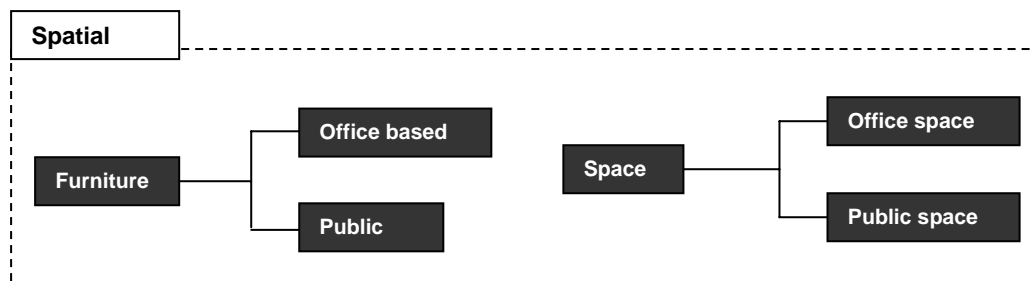 Spatial
Furniture
Office based
Public
Space
Office space
Public space